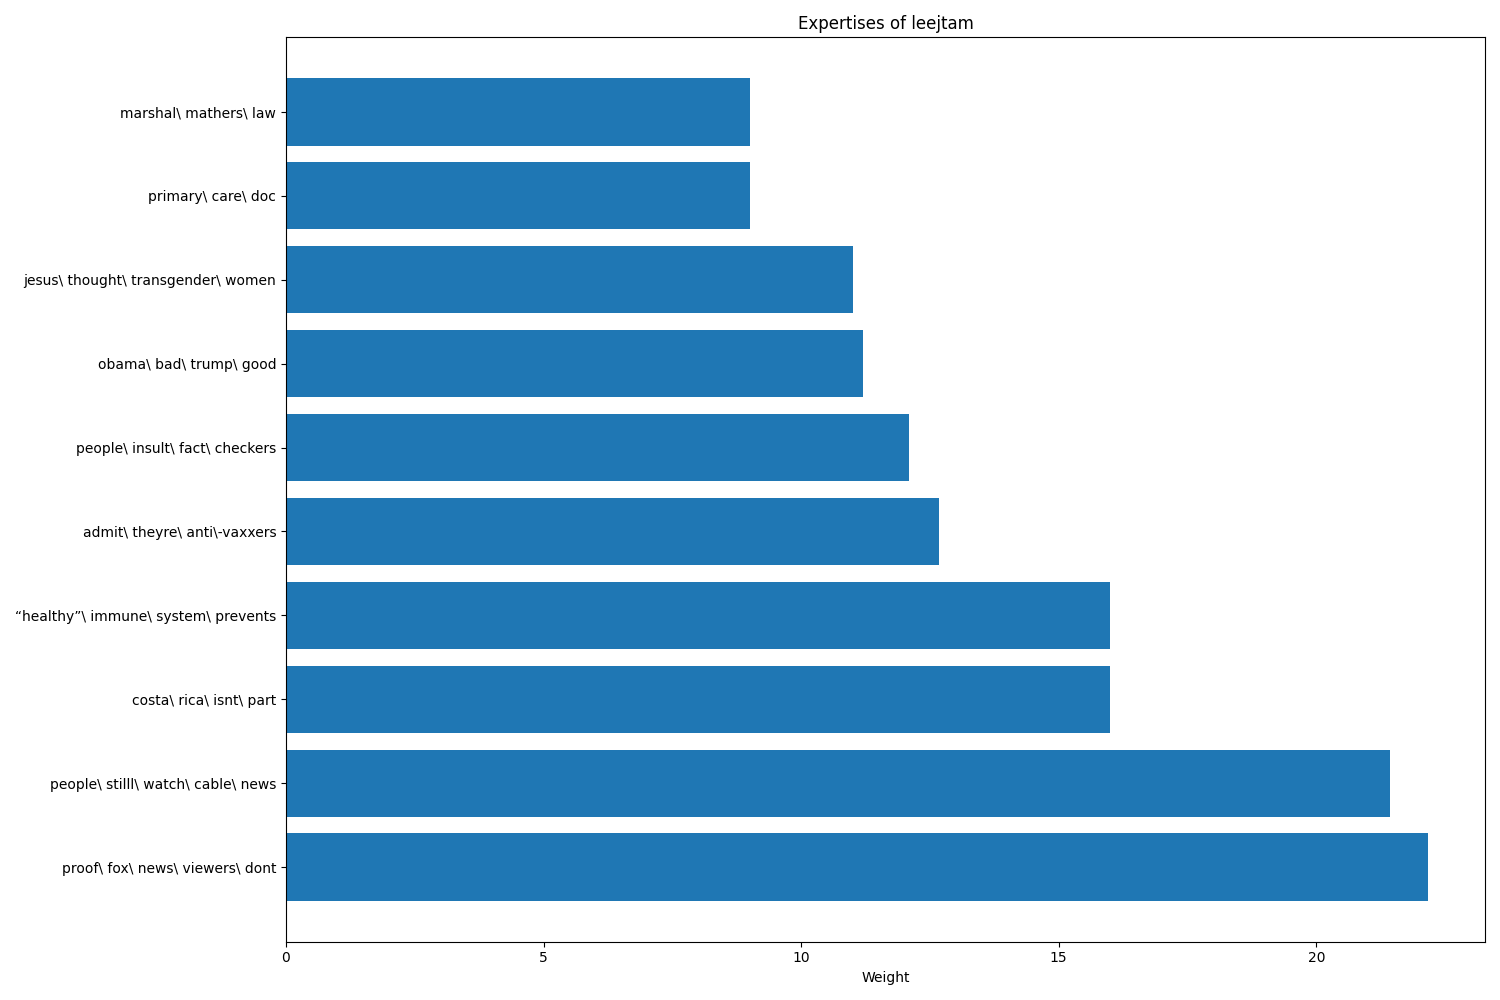 Expertises of leejtam
marshal\ mathers\ law
primary\ care\ doc
jesus\ thought\ transgender\ women
obama\ bad\ trump\ good
people\ insult\ fact\ checkers
admit\ theyre\ anti\-vaxxers
“healthy”\ immune\ system\ prevents
costa\ rica\ isnt\ part
people\ stilll\ watch\ cable\ news
proof\ fox\ news\ viewers\ dont
0 5 10 15 20
Weight